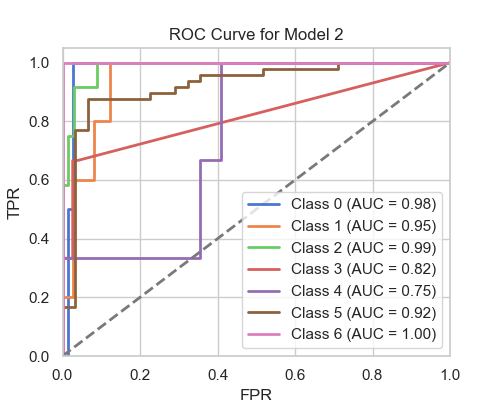 ROC Curve for Model 2
TPR
1.0
0.8
0.6
0.4
0.2
0.0
Class 0 (AUC = 0.98)
Class 1 (AUC = 0.95)
Class 2 (AUC = 0.99)
Class 3 (AUC = 0.82)
Class 4 (AUC = 0.75)
Class 5 (AUC = 0.92)
Class 6 (AUC = 1.00)
0.0 0.2 0.4 0.6 0.8 1.0
FPR